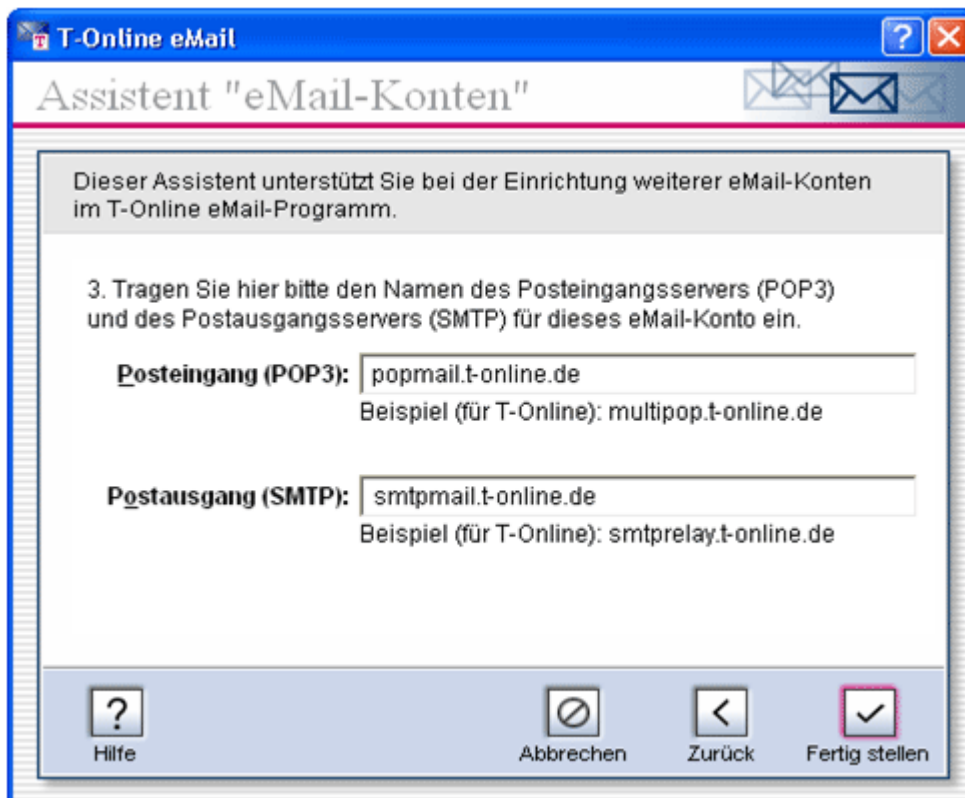 T-Online eMail
Assistent "eMail-Konten"
Dieser Assistent unterstützt Sie bei der Einrichtung weiterer eMail-Konten
im T-Online eMail-Programm.
3. Tragen Sie hier bitte den Namen des Posteingangsservers (POP3)
und des Postausgangsservers (SMTP) für dieses eMail-Konto ein.
Posteingang (POP3): popmail.t-online.de
Beispiel (für T-Online): multipop.t-online.de
Postausgang (SMTP): smtpmail.t-online.de
Beispiel (für T-Online): smtprelay.t-online.de
Hilfe Abbrechen Zurück Fertig stellen